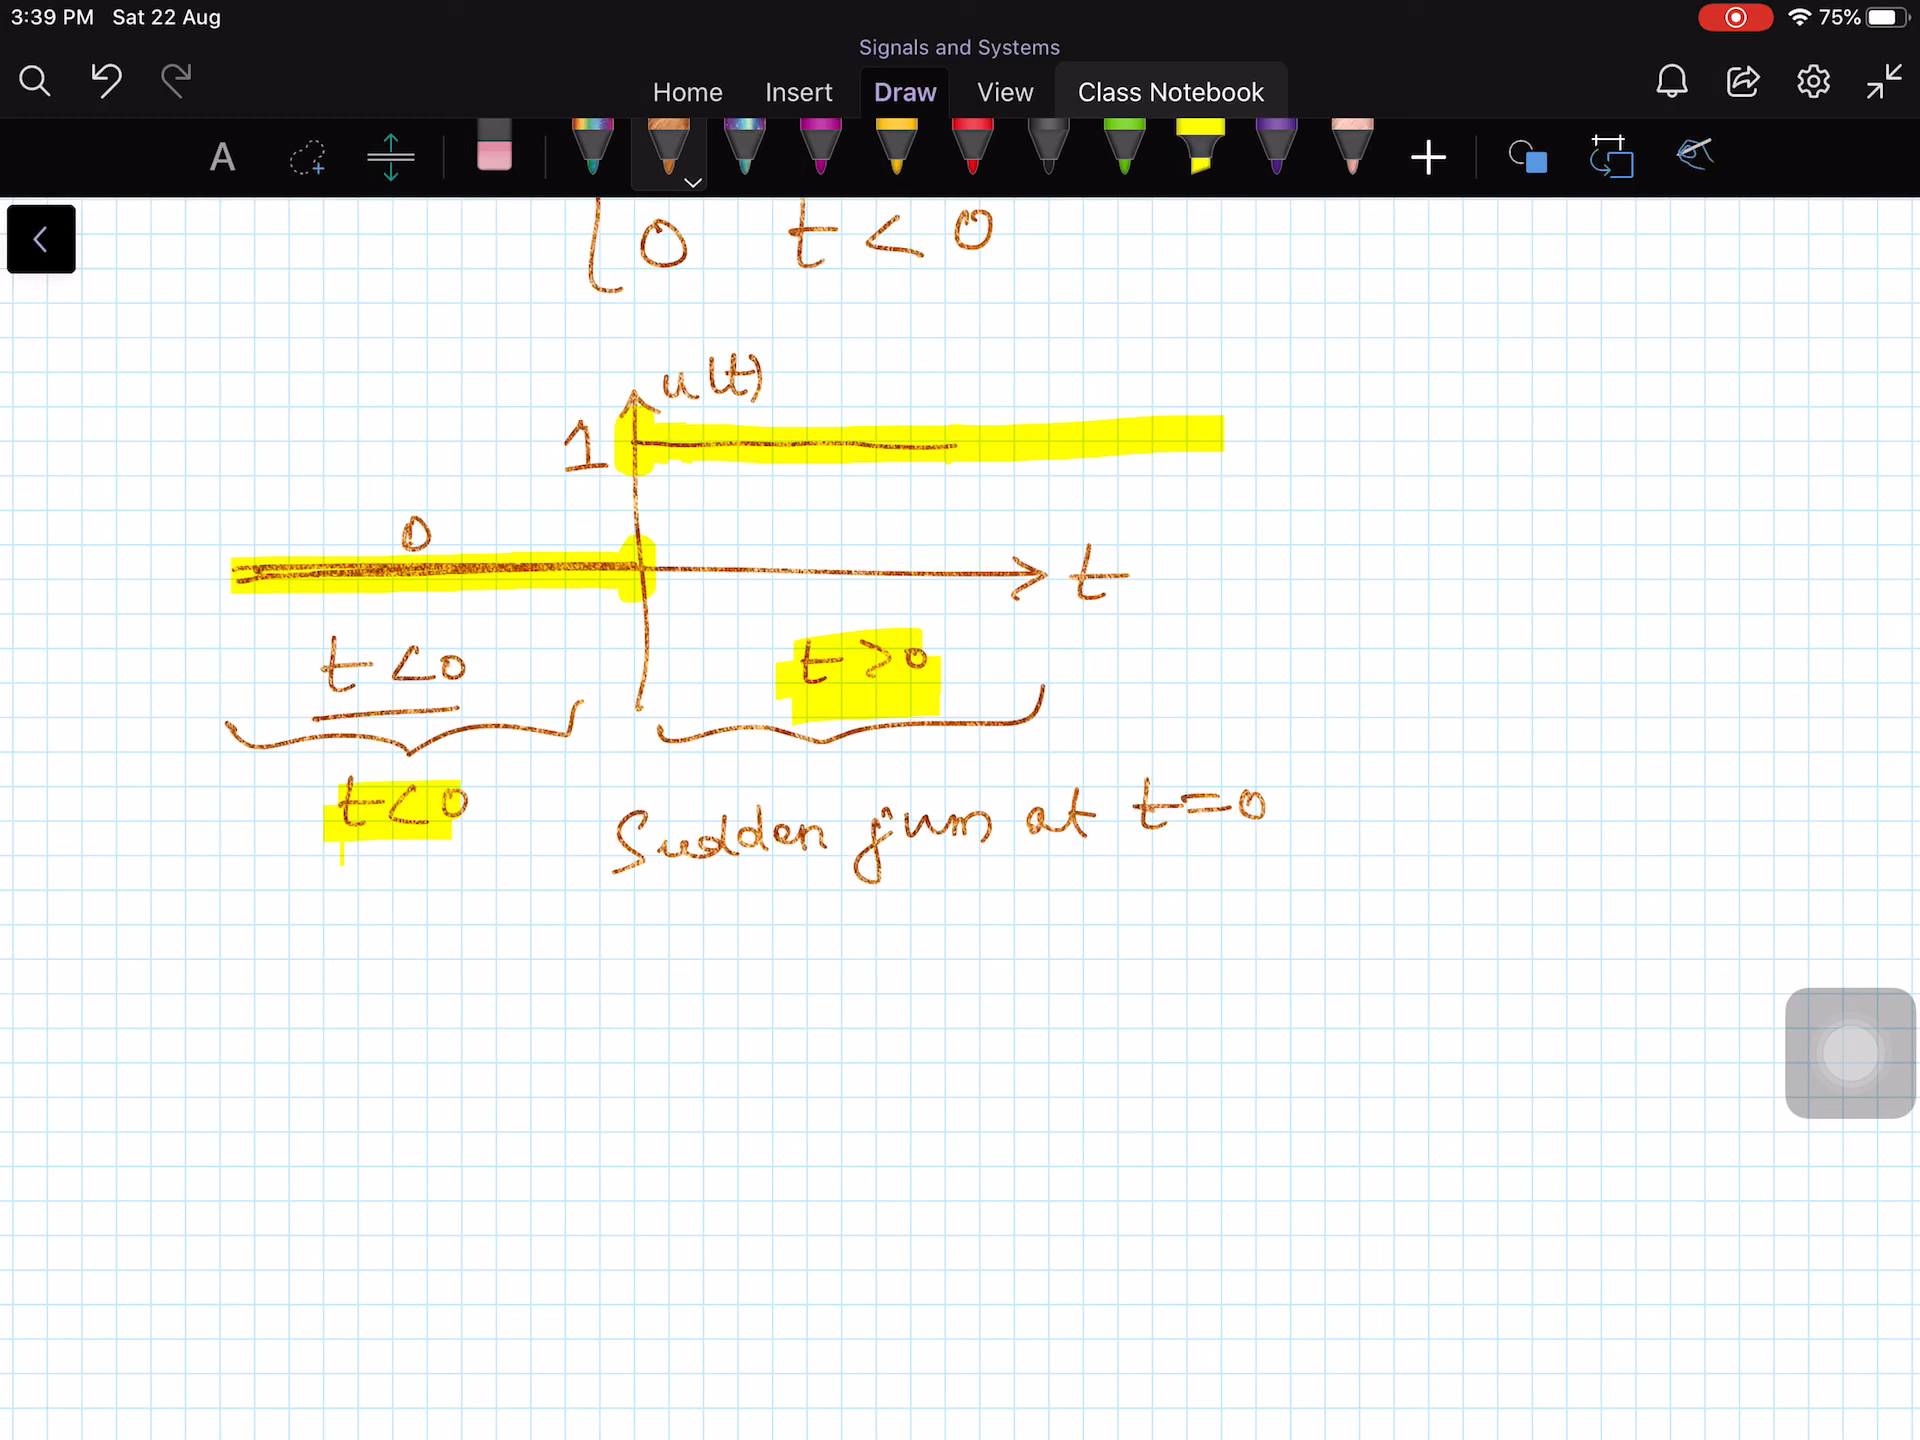 3:39 PM Sat 22 Aug
75%
Signals and Systems
Home Insert Draw View Class Notebook
A
0 t < 0
u(t)
1
0
t
t < 0
t > 0
t < 0
Sudden jum at t = 0